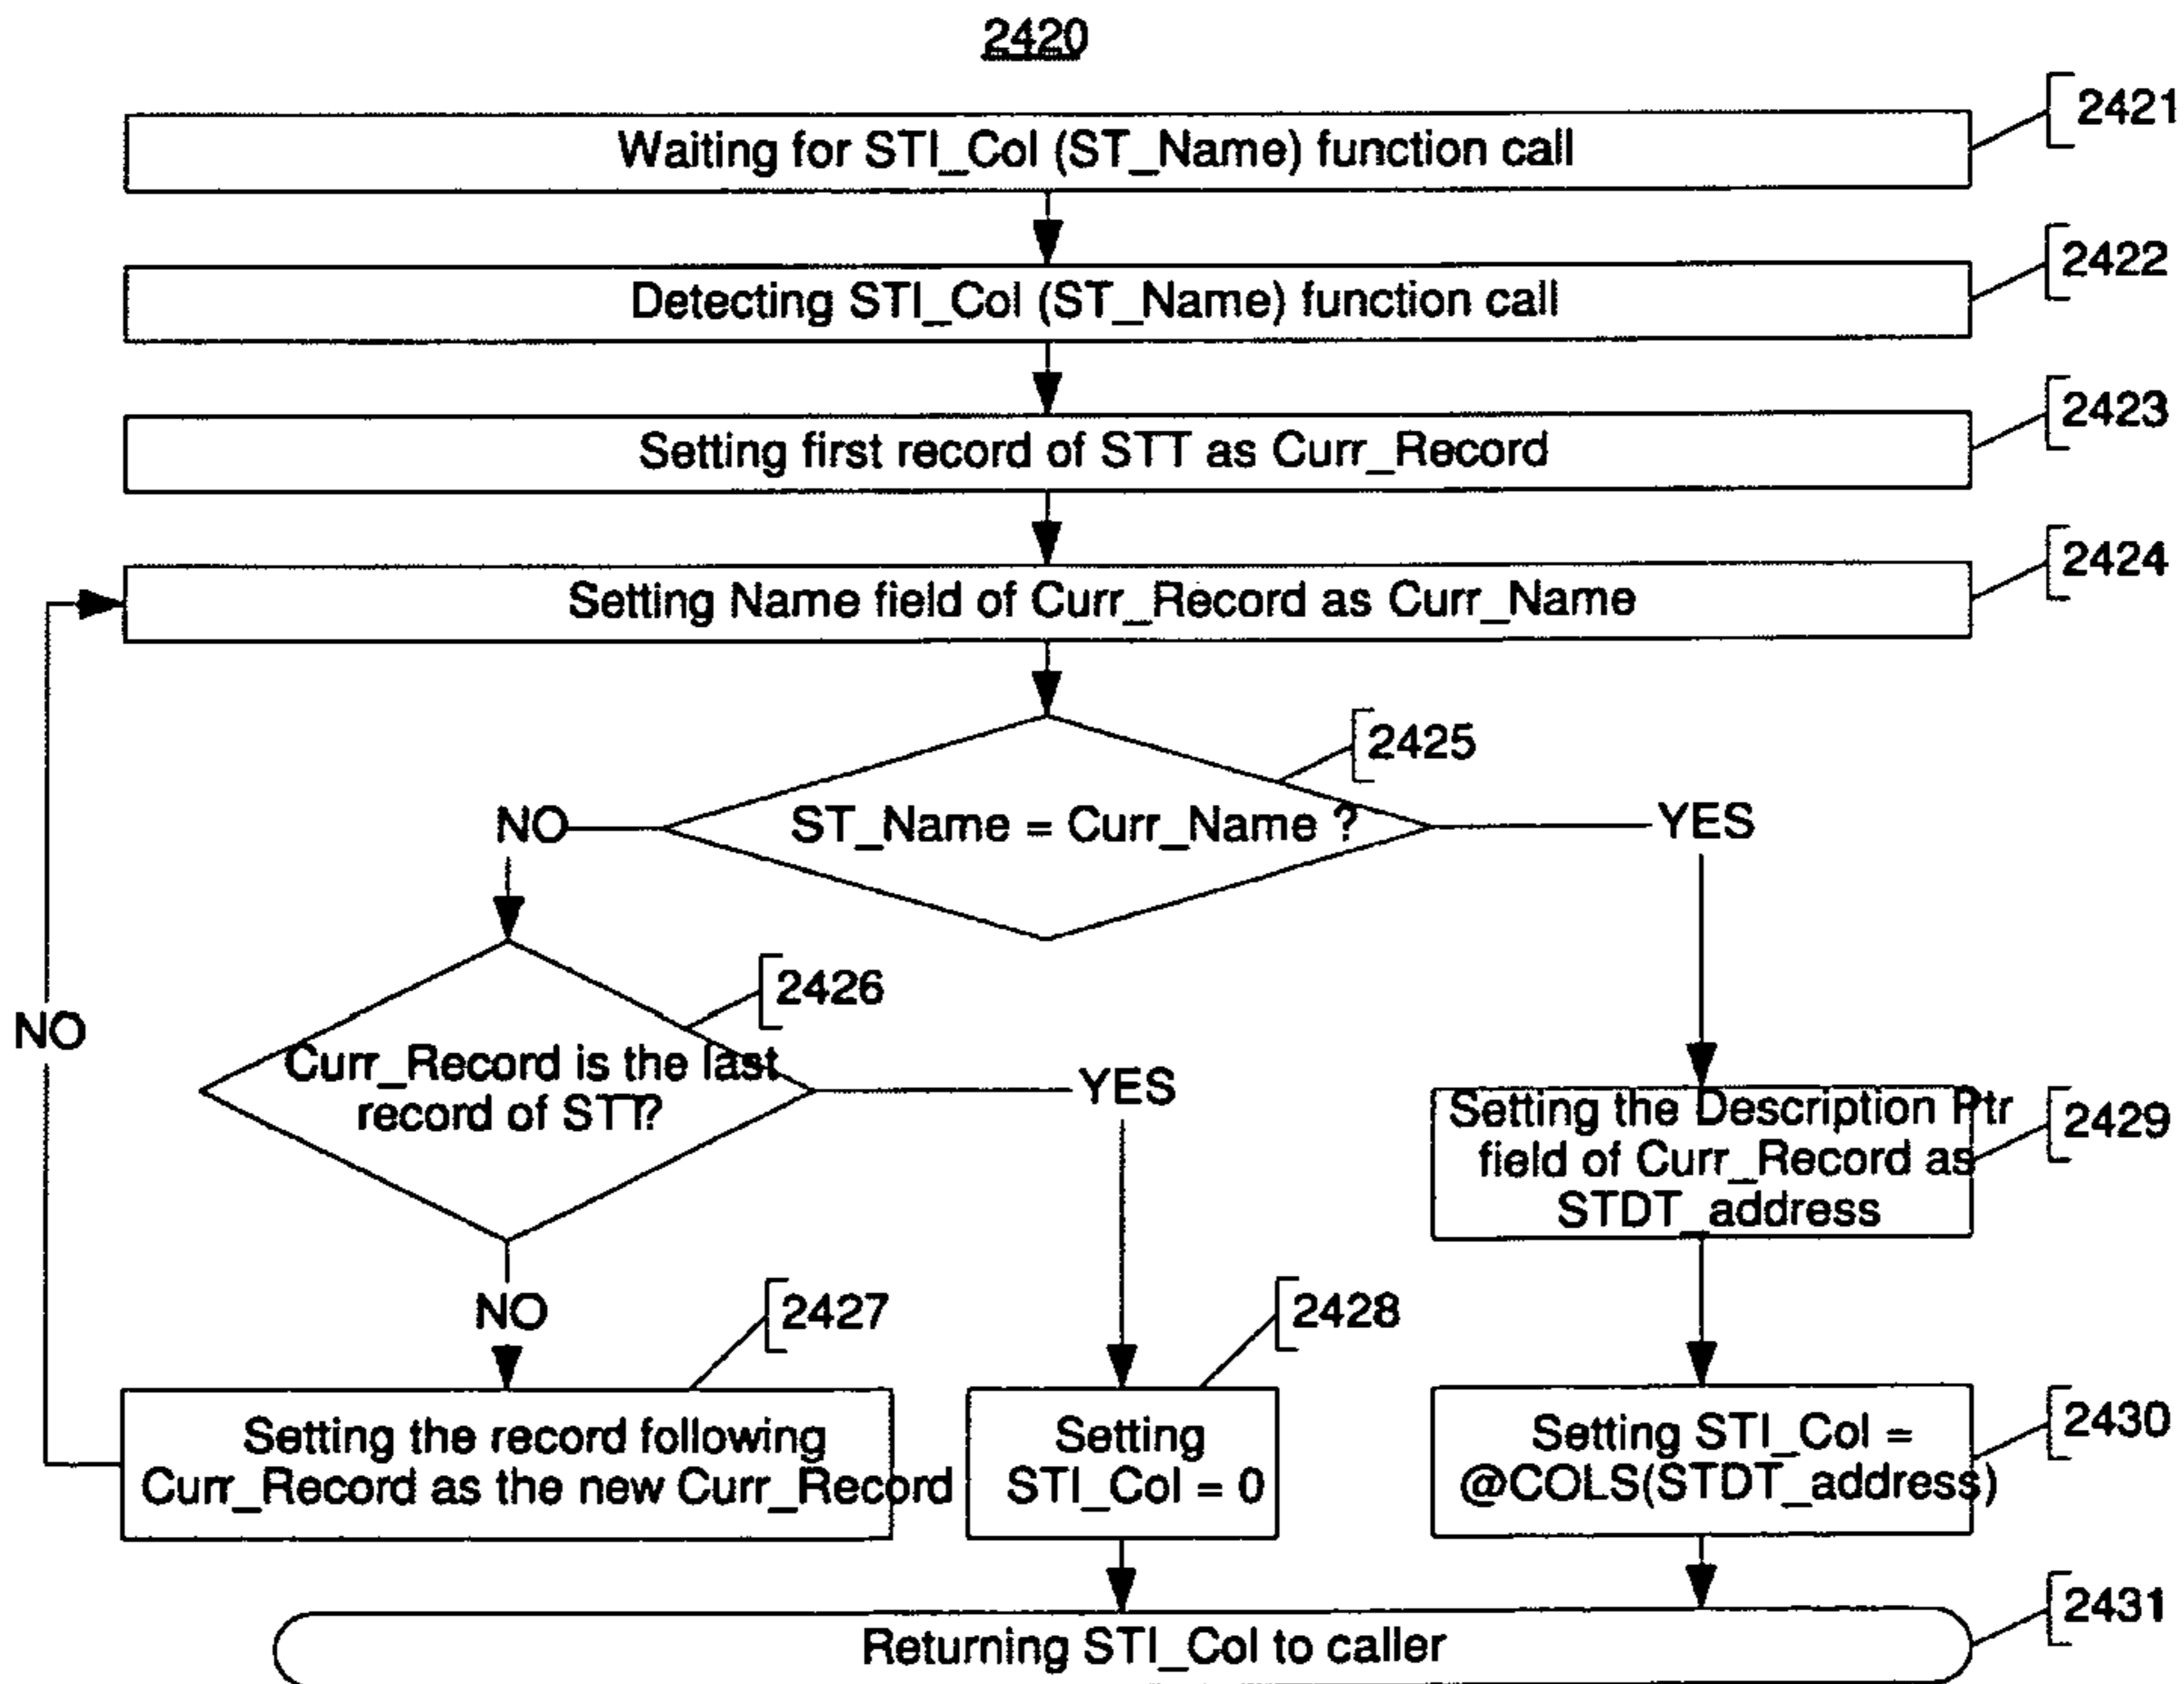 2420
2421
Waiting for STI_Col (ST_Name) function call
2422
Detecting STI_Col (ST_Name) function call
2423
Setting first record of STT as Curr_Record
2424
Setting Name field of Curr_Record as Curr_Name
2425
NO
ST_Name = Curr_Name ?
YES
2426
NO
Curr_Record is the last
record of STT?
YES
Setting the Description Ptr
field of Curr_Record as
STDT_address
2429
NO
2427
2428
Setting the record following
Curr_Record as the new Curr_Record
Setting
STI_Col = 0
Setting STI_Col =
@COLS(STDT_address)
2430
2431
Returning STI_Col to caller